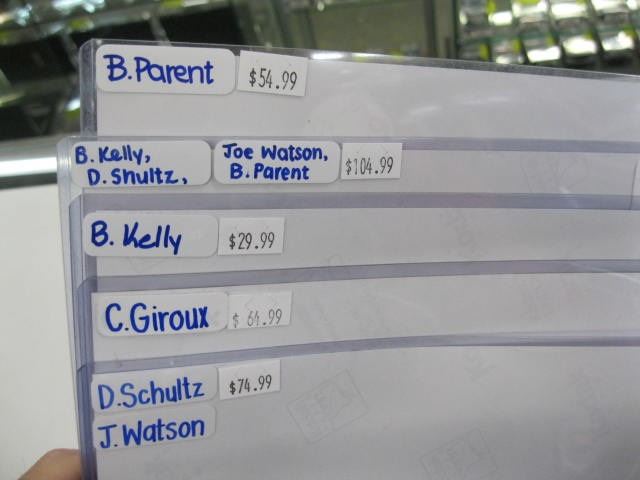 B.Parent $54.99
B. Kelly, Joe Watson,
D. Shultz, B. Parent $104.99
B. Kelly $29.99
C.Giroux $ 64.99
D.Schultz $74.99
J.Watson